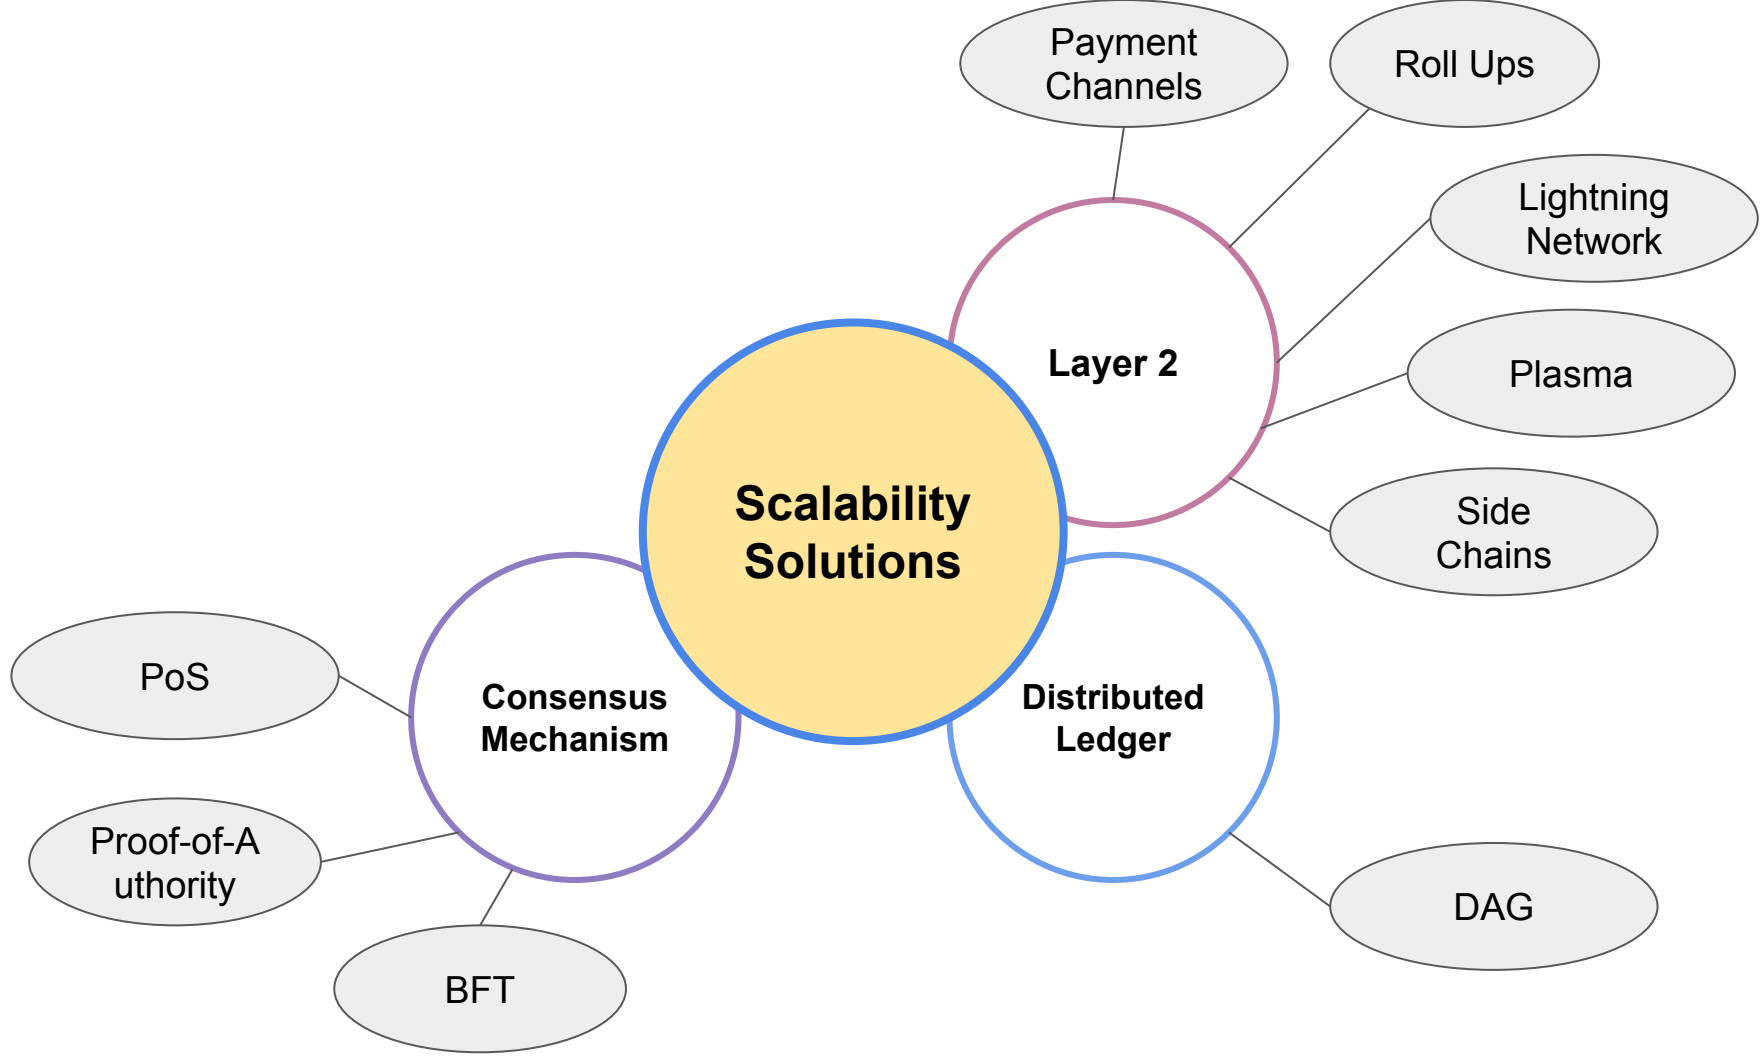 Payment
Channels
Roll Ups
Lightning
Network
Layer 2
Plasma
Scalability
Solutions
Side
Chains
PoS
Consensus
Mechanism
Distributed
Ledger
Proof-of-A
uthority
DAG
BFT